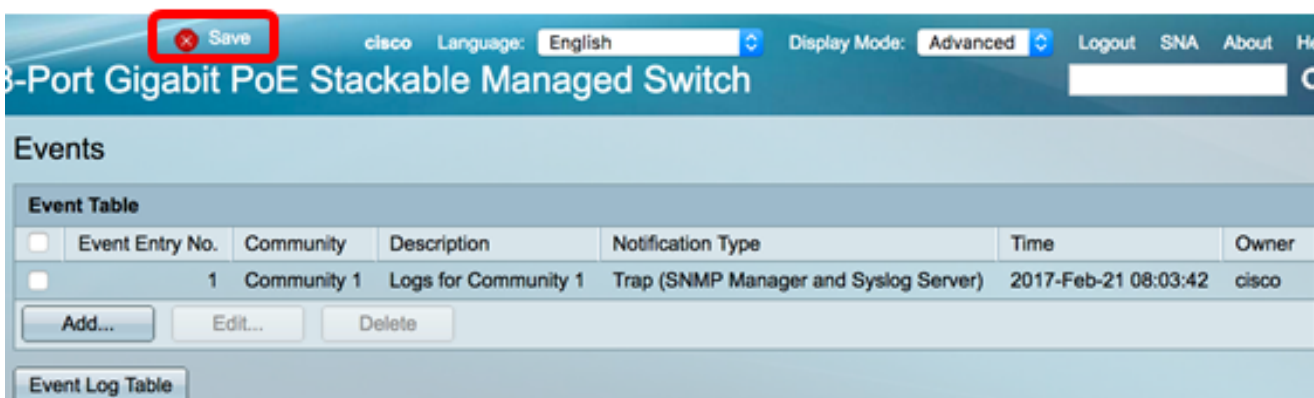 Save cisco Language: English Display Mode: Advanced Logout SNA About
-Port Gigabit PoE Stackable Managed Switch
Events
Event Table
Event Entry No. Community Description Notification Type Time Owner
1 Community 1 Logs for Community 1 Trap (SNMP Manager and Syslog Server) 2017-Feb-21 08:03:42 cisco
Add... Edit... Delete
Event Log Table